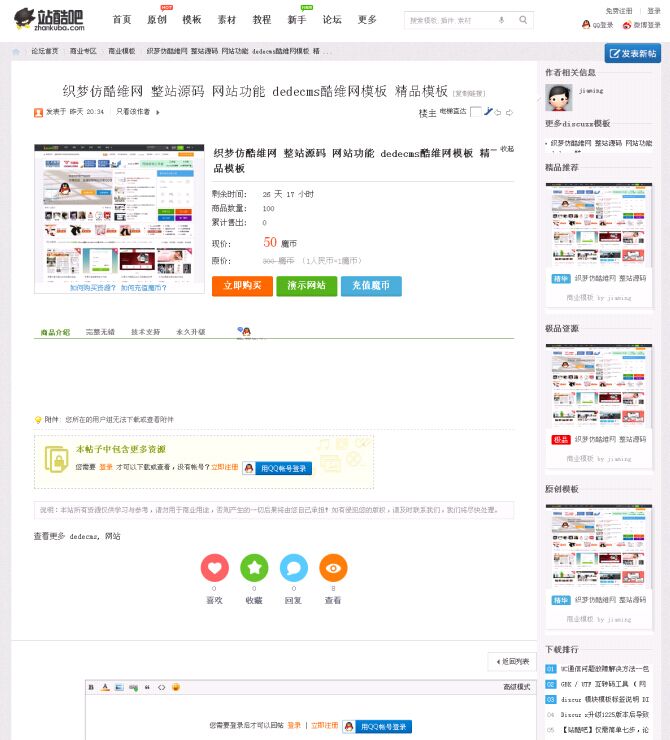 站酷吧
zhankuba.com
首页 原创 模板 素材 教程 新手 论坛 更多
HOT
HOT
NEW
搜索模板 插件 素材
免费注册 | 登录
QQ登录 微博登录
论坛首页 商业专区 商业模板 织梦仿酷维网 整站源码 网站功能 dedecms酷维网模板 精 ...
发表新帖
织梦仿酷维网 整站源码 网站功能 dedecms酷维网模板 精品模板 [复制链接]
发表于 昨天 20:34 | 只看该作者
楼主 电梯直达
织梦仿酷维网 整站源码 网站功能 dedecms酷维网模板 精品模板
收起
剩余时间: 25 天 17 小时
商品数量: 100
累计售出: 0
现价: 50 魔币
原价: 300 魔币 (1人民币=1魔币)
立即购买 演示网站 充值魔币
如何购买资源? 如何充值魔币?
商品介绍 完整无错 技术支持 永久升级
附件: 您所在的用户组无法下载或查看附件
本帖子中包含更多资源
您需要 登录 才可以下载或查看,没有帐号?立即注册 用QQ帐号登录
说明:本站所有资源仅供学习与参考,请勿用于商业用途,否则产生的一切后果将由您自己承担!如有侵犯您的版权,请及时联系我们,我们将尽快处理。
查看更多 dedecms, 网站
0 0 0 8
喜欢 收藏 回复 查看
返回列表
B A
高级模式
您需要登录后才可以回帖 登录 | 立即注册 用QQ帐号登录
作者相关信息
jiaming
更多discuz模板
织梦仿酷维网 整站源码 网站功能
精品推荐
精华 织梦仿酷维网 整站源码
商业模板 by jiaming
极品资源
极品 织梦仿酷维网 整站源码
商业模板 by jiaming
原创模板
精华 织梦仿酷维网 整站源码
商业模板 by jiaming
下载排行
01 UC通信问题故障解决方法一包
02 GBK / UTF 互转码工具 ( 网
03 discuz 模块模板标签说明 DI
04 Discuz x升级1225版本后导致
05 【站酷吧】仅需简单七步,论